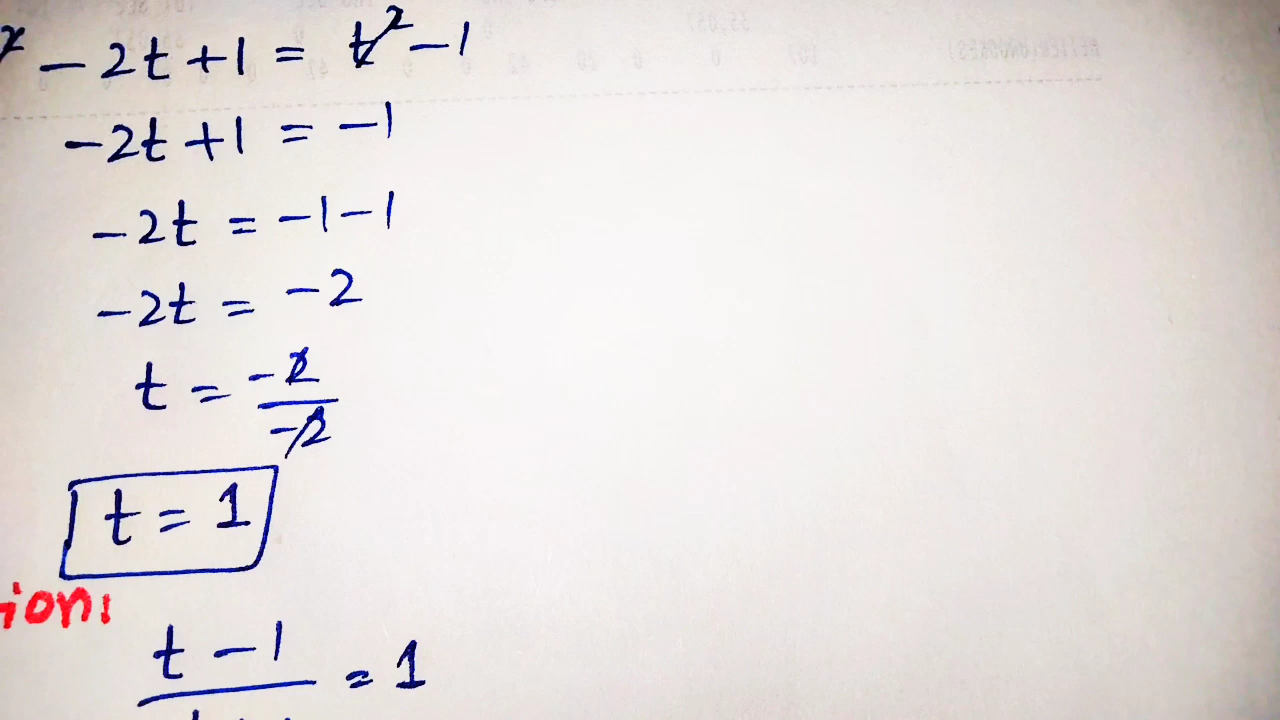 - 2t + 1 = t² - 1
- 2t + 1 = - 1
- 2t = - 1 - 1
- 2t = - 2
t = -2/-2
t = 1
ion:
t - 1
= 1